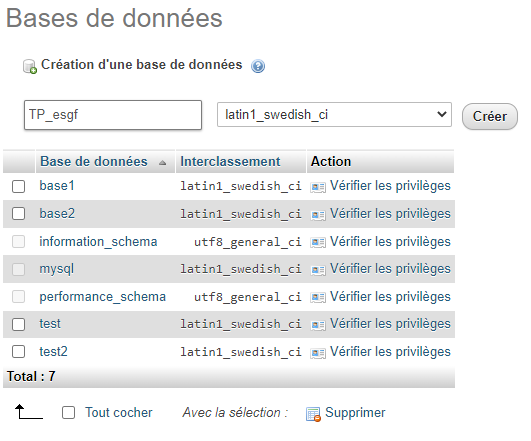 Bases de données
Création d'une base de données
TP_esgf latin1_swedish_ci Créer
Base de données Interclassement Action
base1 latin1_swedish_ci Vérifier les privilèges
base2 latin1_swedish_ci Vérifier les privilèges
information_schema utf8_general_ci Vérifier les privilèges
mysql latin1_swedish_ci Vérifier les privilèges
performance_schema utf8_general_ci Vérifier les privilèges
test latin1_swedish_ci Vérifier les privilèges
test2 latin1_swedish_ci Vérifier les privilèges
Total : 7
Tout cocher Avec la sélection : Supprimer